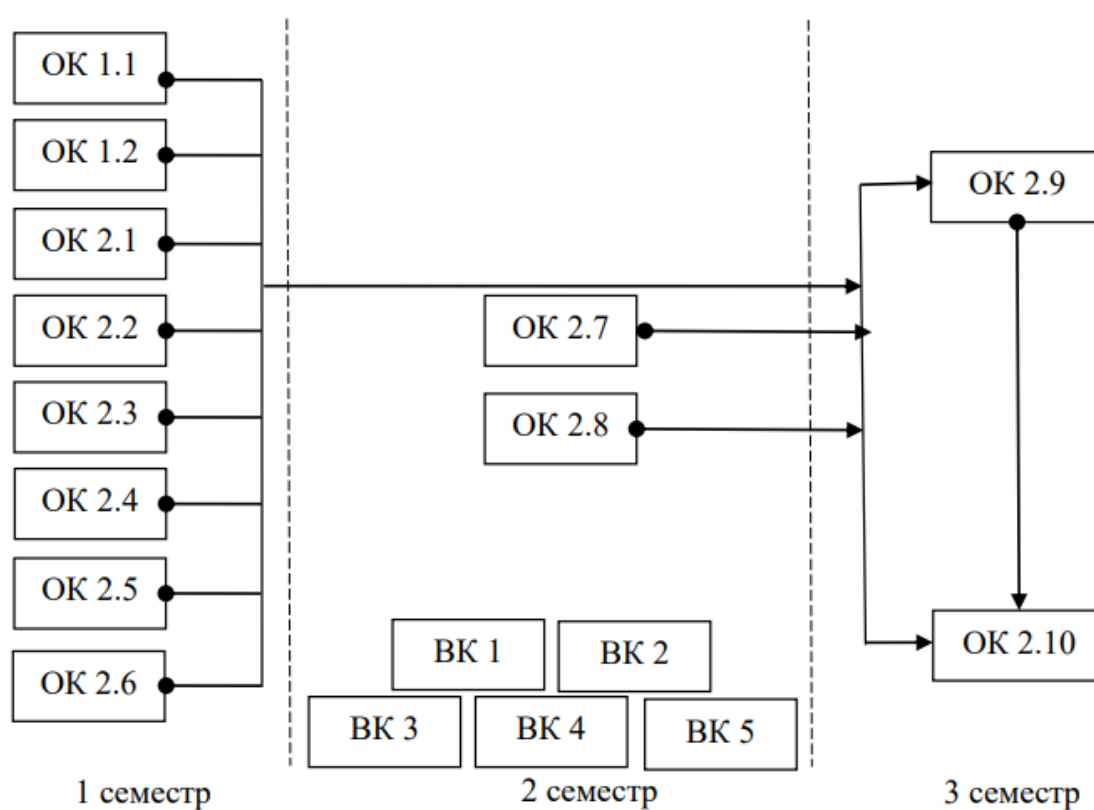 ОК 1.1
ОК 1.2
ОК 2.1
ОК 2.2
ОК 2.3
ОК 2.4
ОК 2.5
ОК 2.6
1 семестр
ОК 2.7
ОК 2.8
ВК 1
ВК 2
ВК 3
ВК 4
ВК 5
2 семестр
ОК 2.9
ОК 2.10
3 семестр